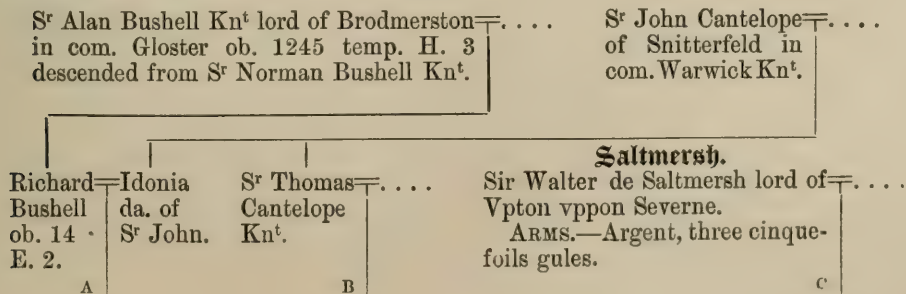 Sʳ Alan Bushell Knᵗ lord of Brodmerston=. . . .
in com. Gloster ob. 1245 temp. H. 3
descended from Sʳ Norman Bushell Knᵗ.
Sʳ John Cantelope=. . . .
of Snitterfeld in
com. Warwick Knᵗ.
Richard=Idonia
Bushell da. of
ob. 14 Sʳ John.
E. 2.
A
Sʳ Thomas=. . . .
Cantelope
Knᵗ.
B
Saltmersh.
Sir Walter de Saltmersh lord of=. . . .
Vpton vppon Severne.
ARMS.—Argent, three cinque-
foils gules.
C